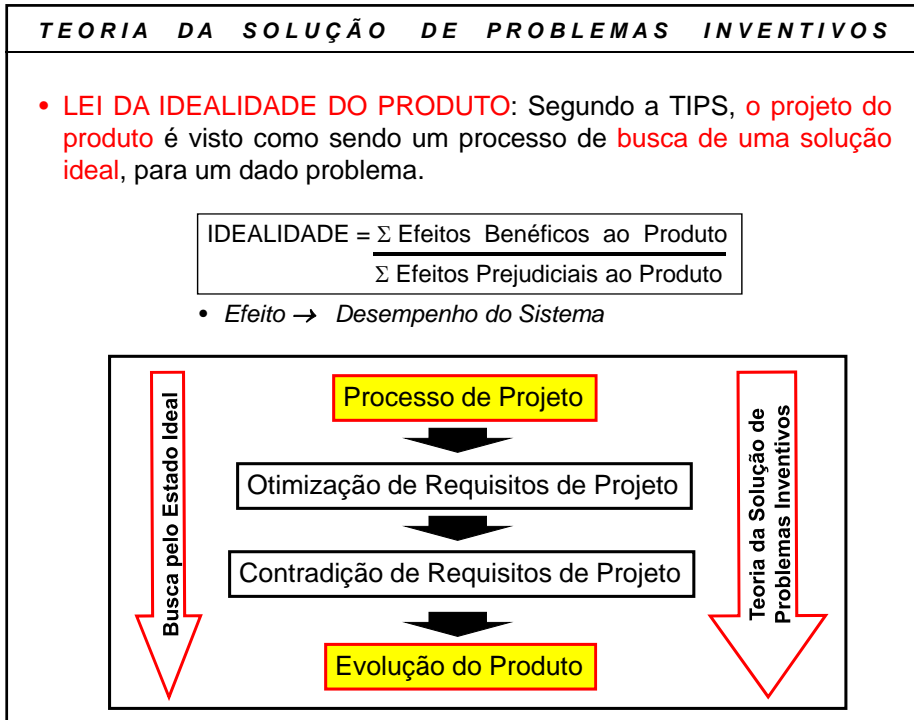 TEORIA DA SOLUÇÃO DE PROBLEMAS INVENTIVOS
• LEI DA IDEALIDADE DO PRODUTO: Segundo a TIPS, o projeto do
produto é visto como sendo um processo de busca de uma solução
ideal, para um dado problema.
IDEALIDADE = Σ Efeitos Benéficos ao Produto
Σ Efeitos Prejudiciais ao Produto
• Efeito → Desempenho do Sistema
Busca pelo Estado Ideal
Processo de Projeto
Otimização de Requisitos de Projeto
Contradição de Requisitos de Projeto
Evolução do Produto
Teoria da Solução de
Problemas Inventivos